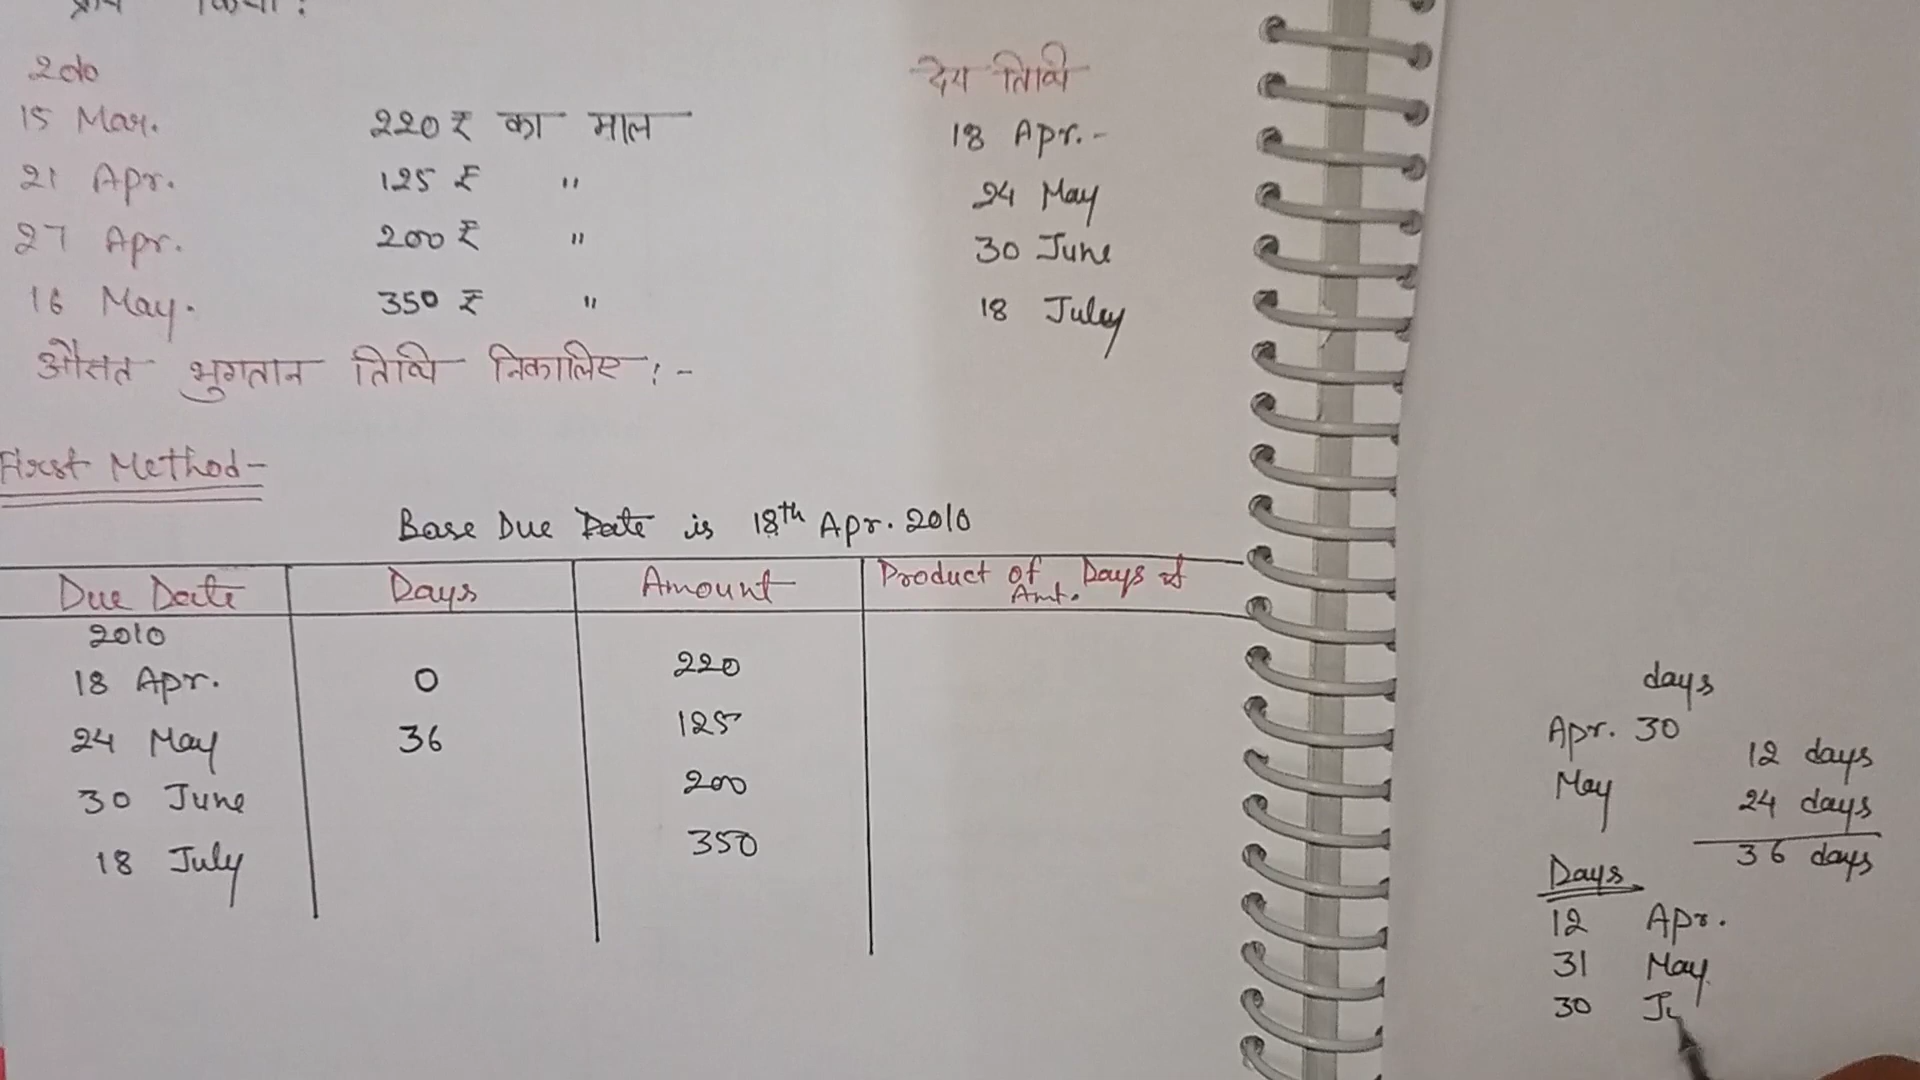 किया :
2010 देय तिथि
15 Mar. 220 ₹ का माल 18 Apr.-
21 Apr. 125 ₹ " 24 May
27 Apr. 200 ₹ " 30 June
16 May. 350 ₹ " 18 July
औसत भुगतान तिथि निकालिए :-
First Method-
Base Due Date is 18th Apr. 2010
Due Date Days Amount Product of Days &
Amt.
2010
18 Apr. 0 220
24 May 36 125
30 June 200
18 July 350
days
Apr. 30 12 days
May 24 days
36 days
Days
12 Apr.
31 May
30 Ju